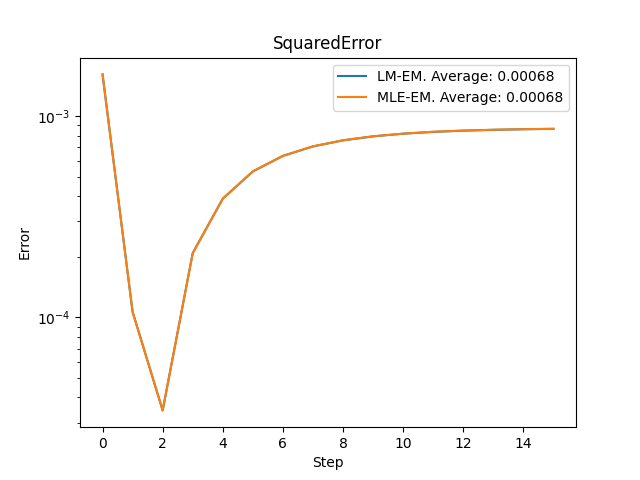 SquaredError
LM-EM. Average: 0.00068
MLE-EM. Average: 0.00068
10⁻³
10⁻⁴
Error
0 2 4 6 8 10 12 14
Step